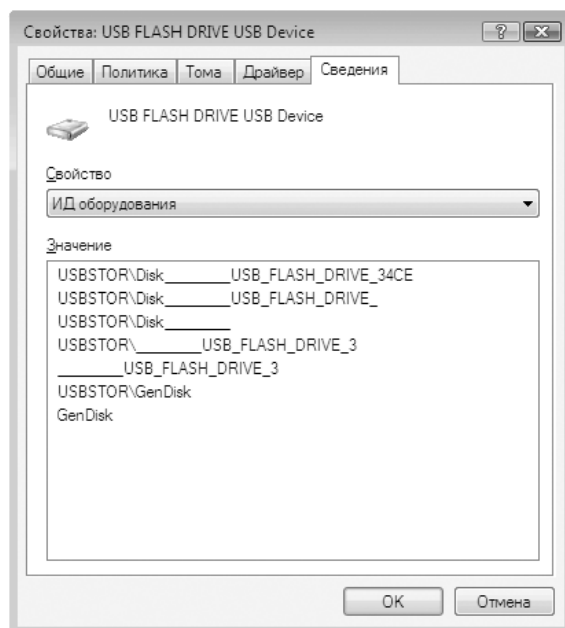 Свойства: USB FLASH DRIVE USB Device
Общие Политика Тома Драйвер Сведения
USB FLASH DRIVE USB Device
Свойство
ИД оборудования
Значение
USBSTOR\Disk________USB_FLASH_DRIVE_34CE
USBSTOR\Disk________USB_FLASH_DRIVE_
USBSTOR\Disk________
USBSTOR\________USB_FLASH_DRIVE_3
________USB_FLASH_DRIVE_3
USBSTOR\GenDisk
GenDisk
OK Отмена